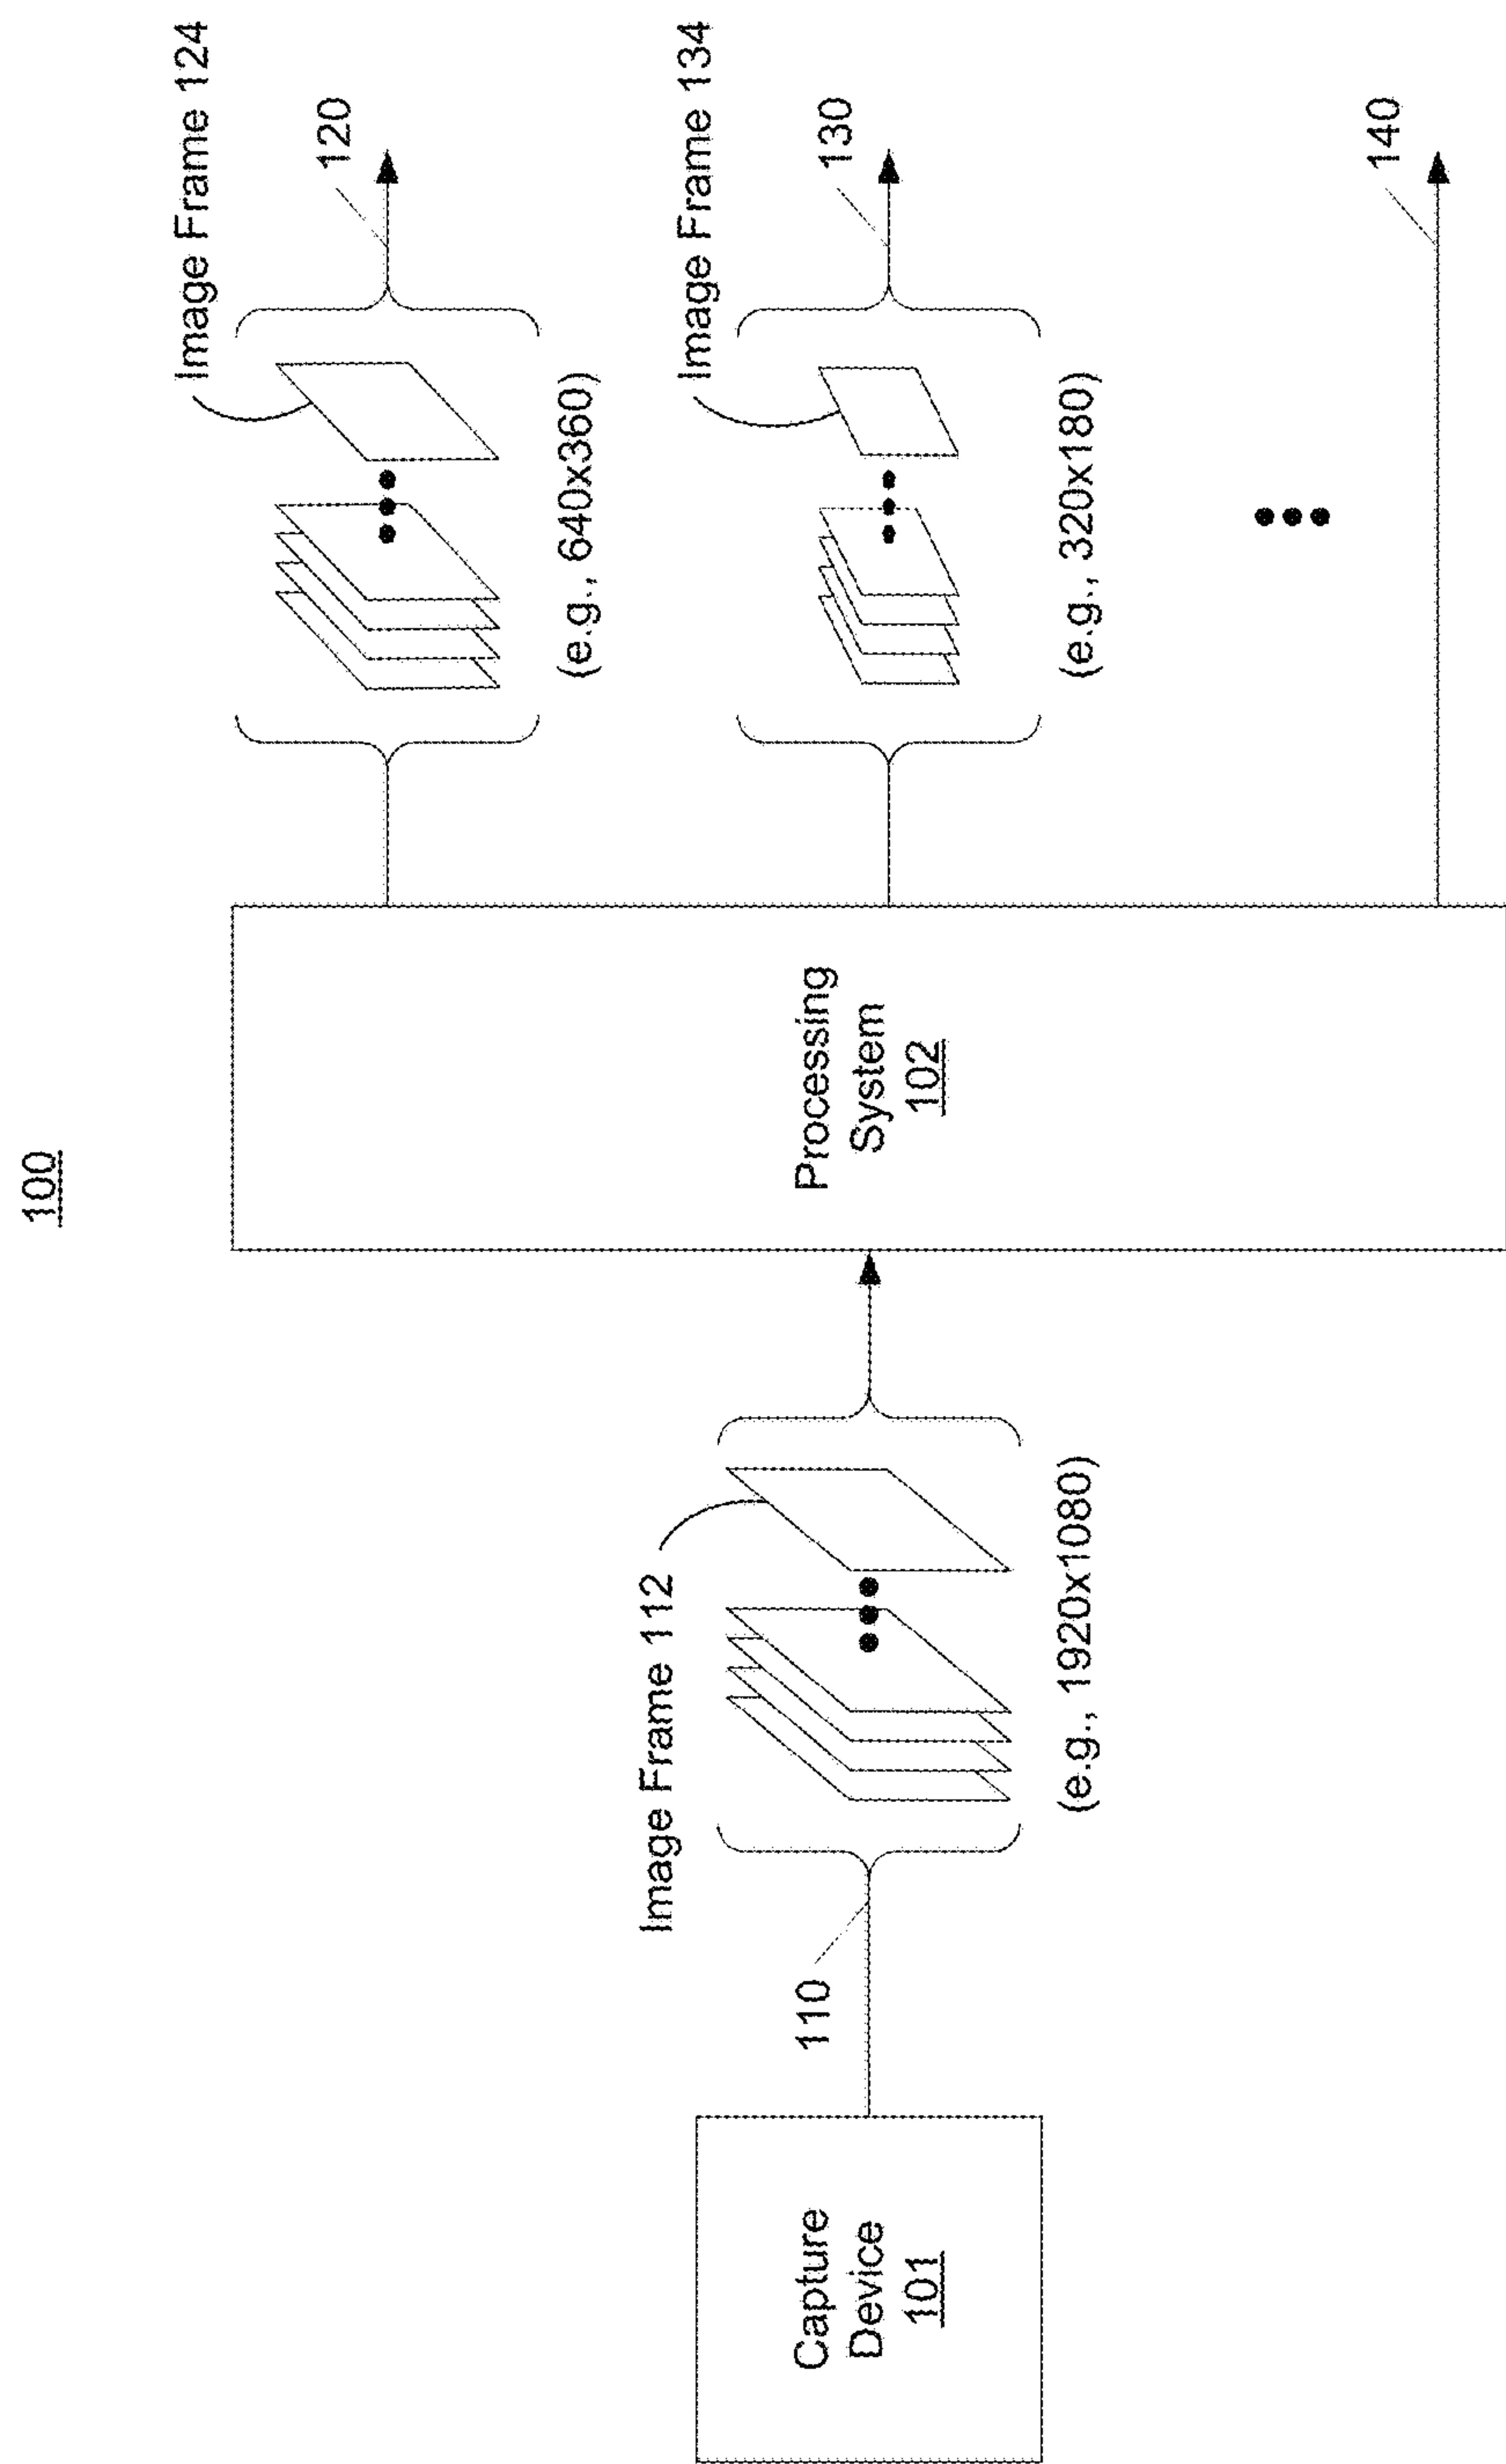 100
Capture
Device
101
110
Image Frame 112
(e.g., 1920x1080)
Processing
System
102
Image Frame 124
120
(e.g., 640x360)
Image Frame 134
130
(e.g., 320x180)
140